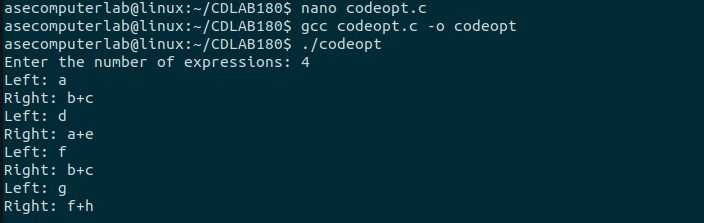 asecomputerlab@linux:~/CDLAB180$ nano codeopt.c
asecomputerlab@linux:~/CDLAB180$ gcc codeopt.c -o codeopt
asecomputerlab@linux:~/CDLAB180$ ./codeopt
Enter the number of expressions: 4
Left: a
Right: b+c
Left: d
Right: a+e
Left: f
Right: b+c
Left: g
Right: f+h